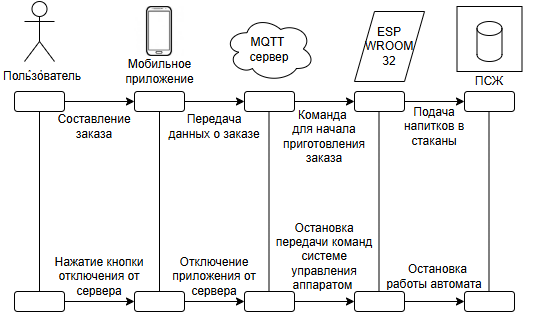 Пользователь
Мобильное
приложение
MQTT
сервер
ESP
WROOM
32
ПСЖ
Составление
заказа
Передача
данных о заказе
Команда
для начала
приготовления
заказа
Подача
напитков в
стаканы
Нажатие кнопки
отключения от
сервера
Отключение
приложения от
сервера
Остановка
передачи команд
системе
управления
аппаратом
Остановка
работы автомата